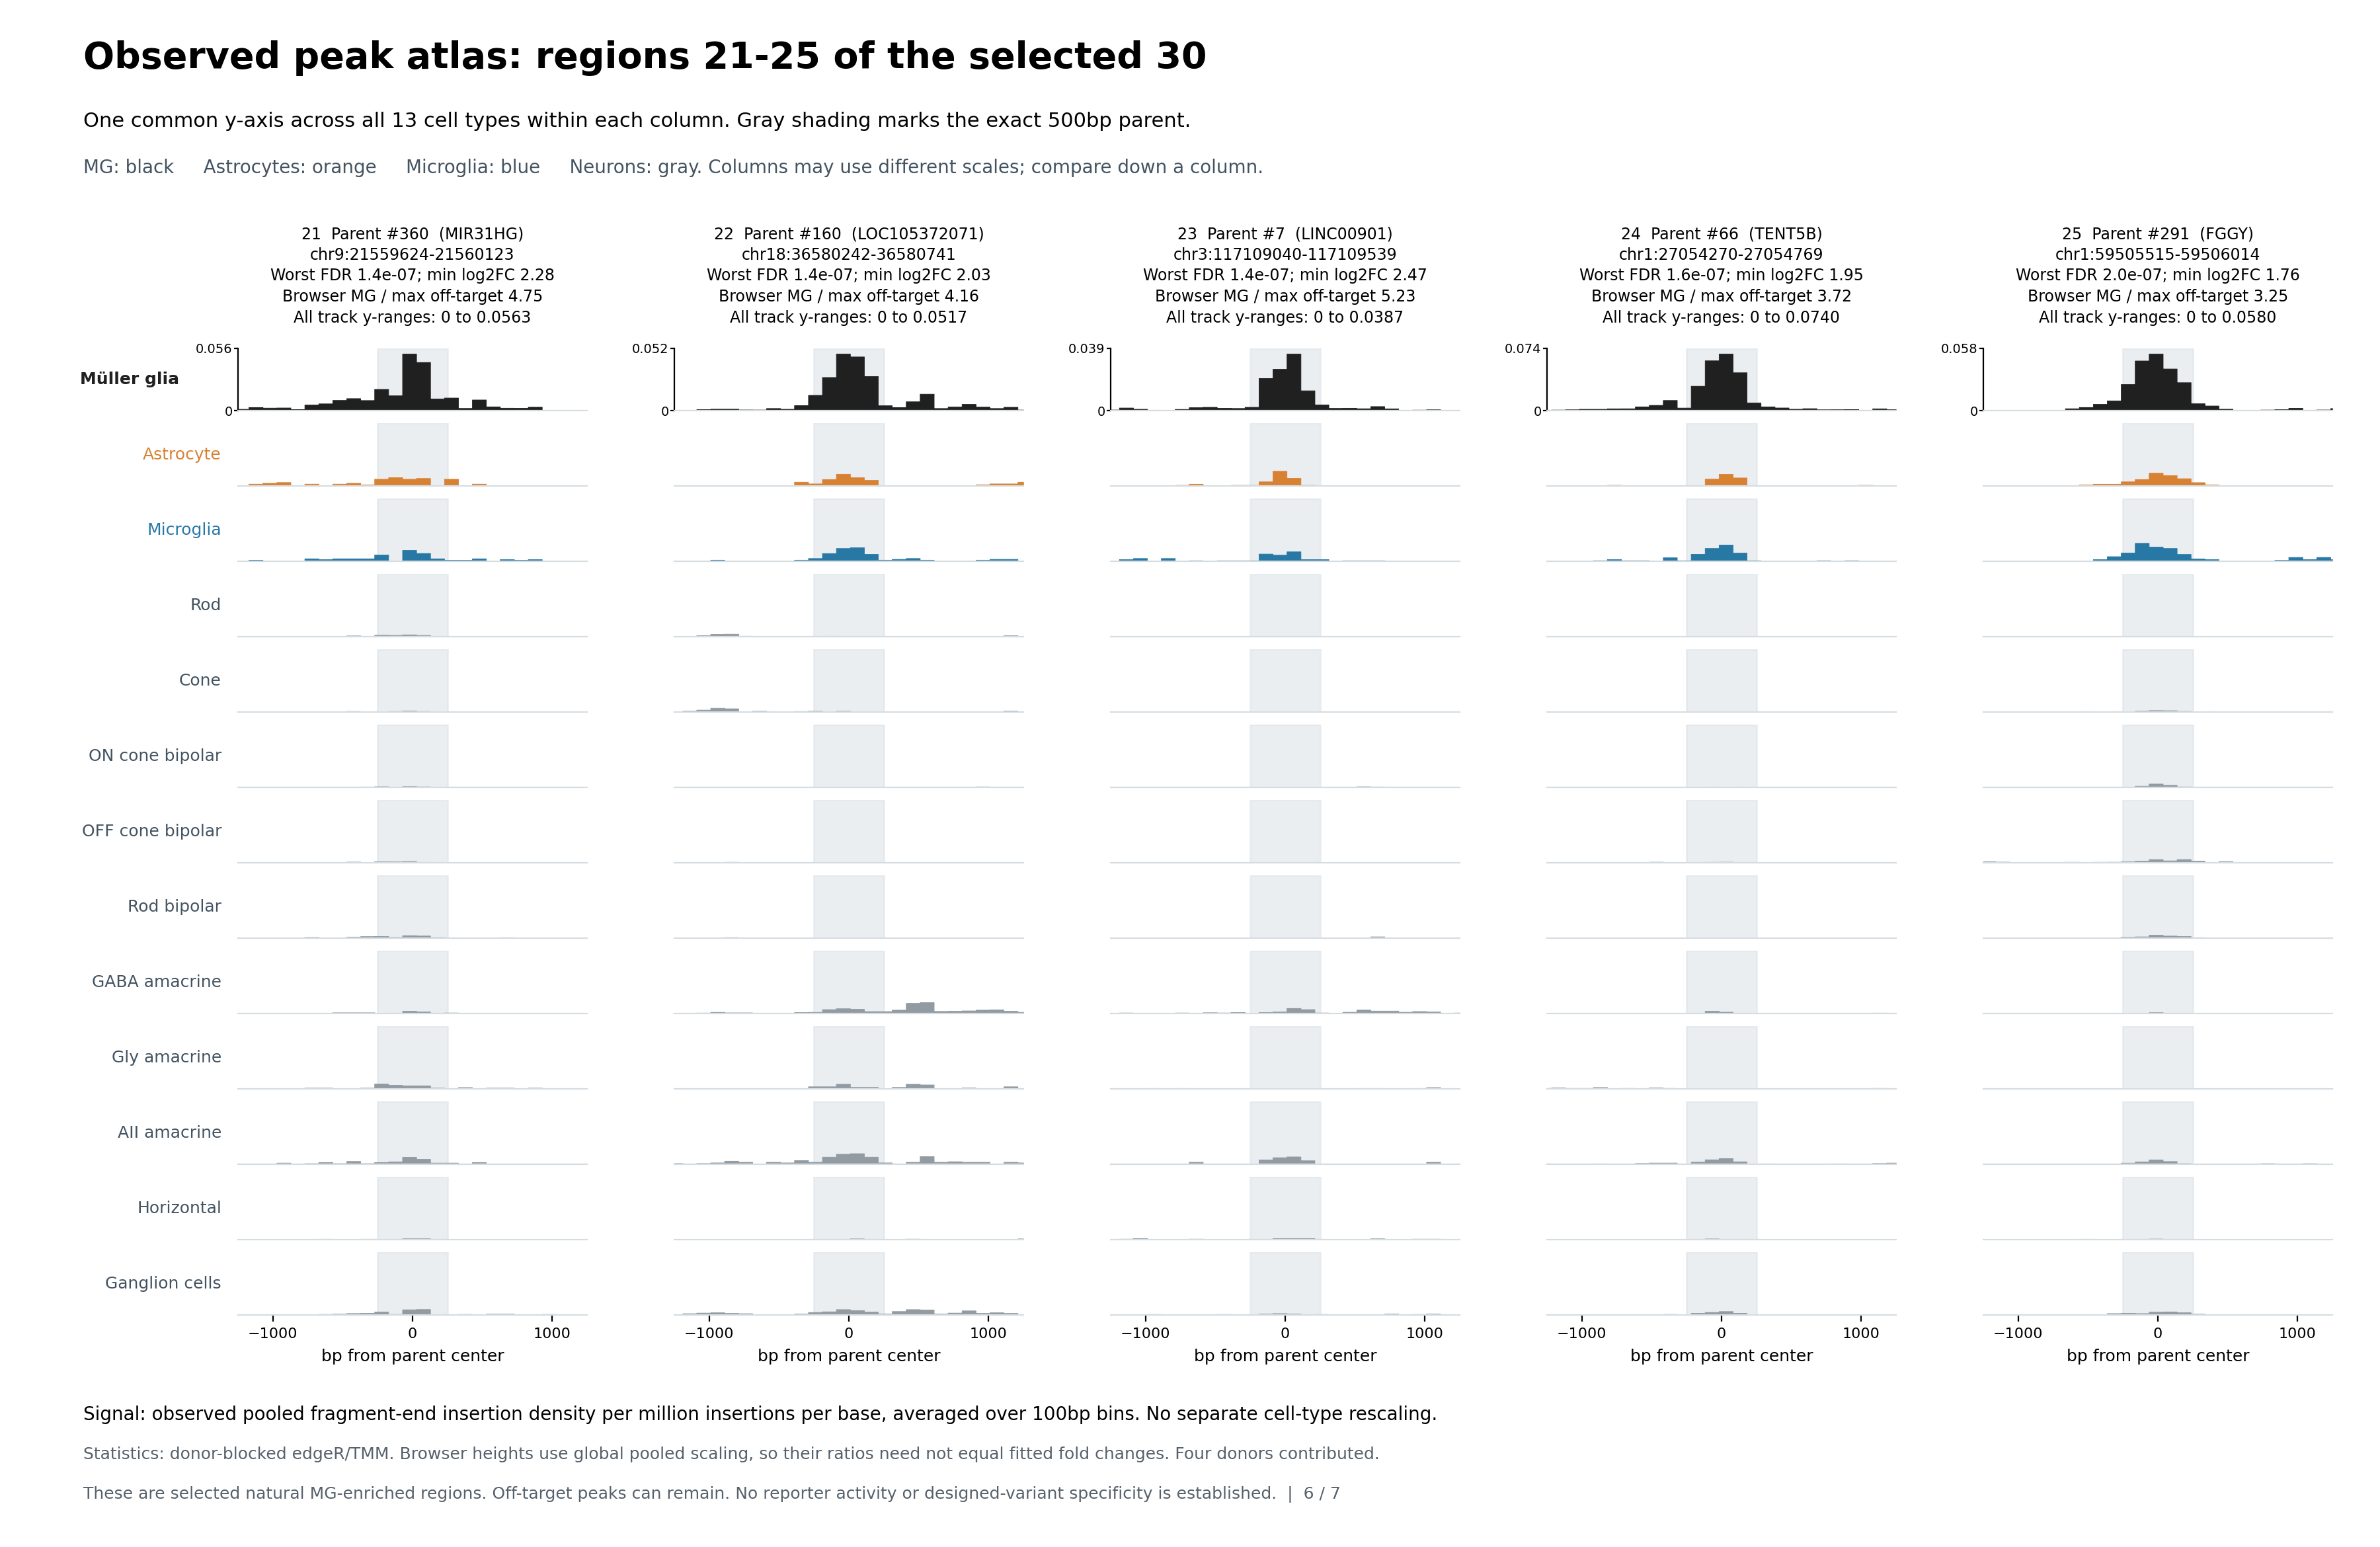 Observed peak atlas: regions 21-25 of the selected 30
One common y-axis across all 13 cell types within each column. Gray shading marks the exact 500bp parent.
MG: black Astrocytes: orange Microglia: blue Neurons: gray. Columns may use different scales; compare down a column.
21 Parent #360 (MIR31HG)
chr9:21559624-21560123
Worst FDR 1.4e-07; min log2FC 2.28
Browser MG / max off-target 4.75
All track y-ranges: 0 to 0.0563
22 Parent #160 (LOC105372071)
chr18:36580242-36580741
Worst FDR 1.4e-07; min log2FC 2.03
Browser MG / max off-target 4.16
All track y-ranges: 0 to 0.0517
23 Parent #7 (LINC00901)
chr3:117109040-117109539
Worst FDR 1.4e-07; min log2FC 2.47
Browser MG / max off-target 5.23
All track y-ranges: 0 to 0.0387
24 Parent #66 (TENT5B)
chr1:27054270-27054769
Worst FDR 1.6e-07; min log2FC 1.95
Browser MG / max off-target 3.72
All track y-ranges: 0 to 0.0740
25 Parent #291 (FGGY)
chr1:59505515-59506014
Worst FDR 2.0e-07; min log2FC 1.76
Browser MG / max off-target 3.25
All track y-ranges: 0 to 0.0580
0.056 0.052 0.039 0.074 0.058
Müller glia
0 0 0 0 0
Astrocyte
Microglia
Rod
Cone
ON cone bipolar
OFF cone bipolar
Rod bipolar
GABA amacrine
Gly amacrine
AII amacrine
Horizontal
Ganglion cells
−1000 0 1000 −1000 0 1000 −1000 0 1000 −1000 0 1000 −1000 0 1000
bp from parent center bp from parent center bp from parent center bp from parent center bp from parent center
Signal: observed pooled fragment-end insertion density per million insertions per base, averaged over 100bp bins. No separate cell-type rescaling.
Statistics: donor-blocked edgeR/TMM. Browser heights use global pooled scaling, so their ratios need not equal fitted fold changes. Four donors contributed.
These are selected natural MG-enriched regions. Off-target peaks can remain. No reporter activity or designed-variant specificity is established. | 6 / 7